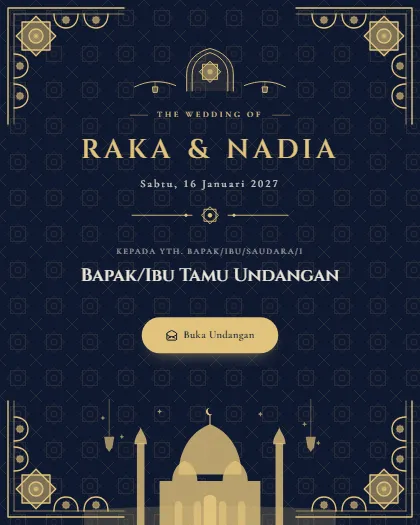 THE WEDDING OF
RAKA & NADIA
Sabtu, 16 Januari 2027
KEPADA YTH. BAPAK/IBU/SAUDARA/I
BAPAK/IBU TAMU UNDANGAN
Buka Undangan